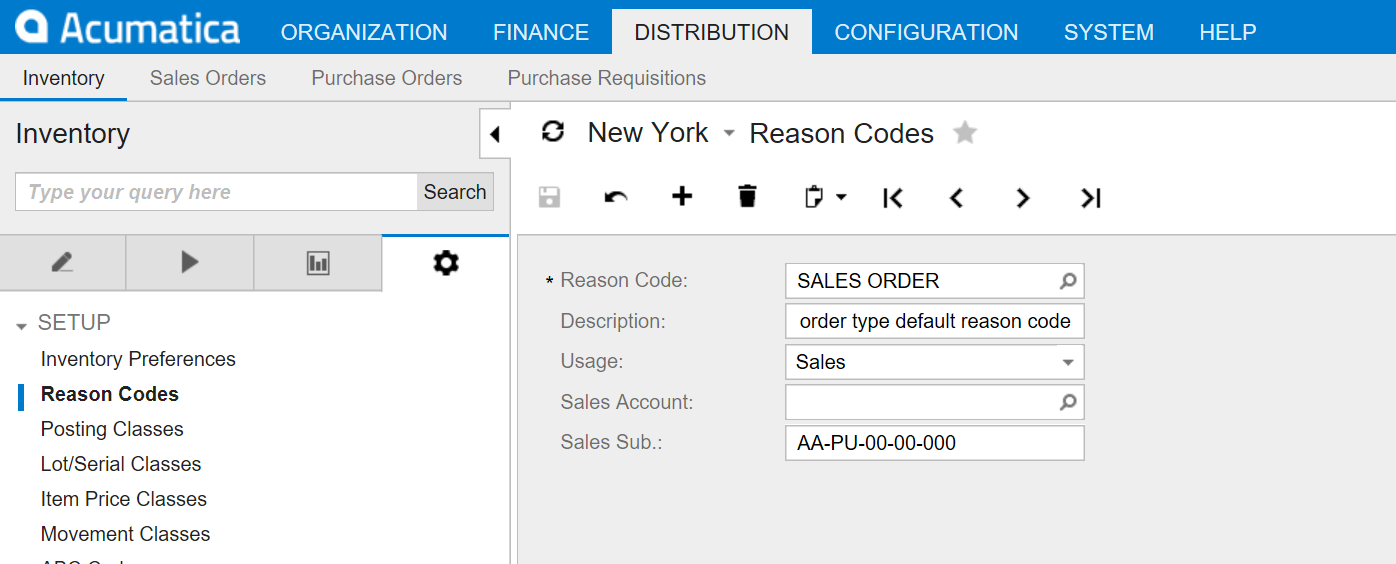 Acumatica ORGANIZATION FINANCE DISTRIBUTION CONFIGURATION SYSTEM HELP
Inventory Sales Orders Purchase Orders Purchase Requisitions
Inventory
Type your query here Search
SETUP
Inventory Preferences
Reason Codes
Posting Classes
Lot/Serial Classes
Item Price Classes
Movement Classes
New York Reason Codes
* Reason Code: SALES ORDER
Description: order type default reason code
Usage: Sales
Sales Account:
Sales Sub.: AA-PU-00-00-000